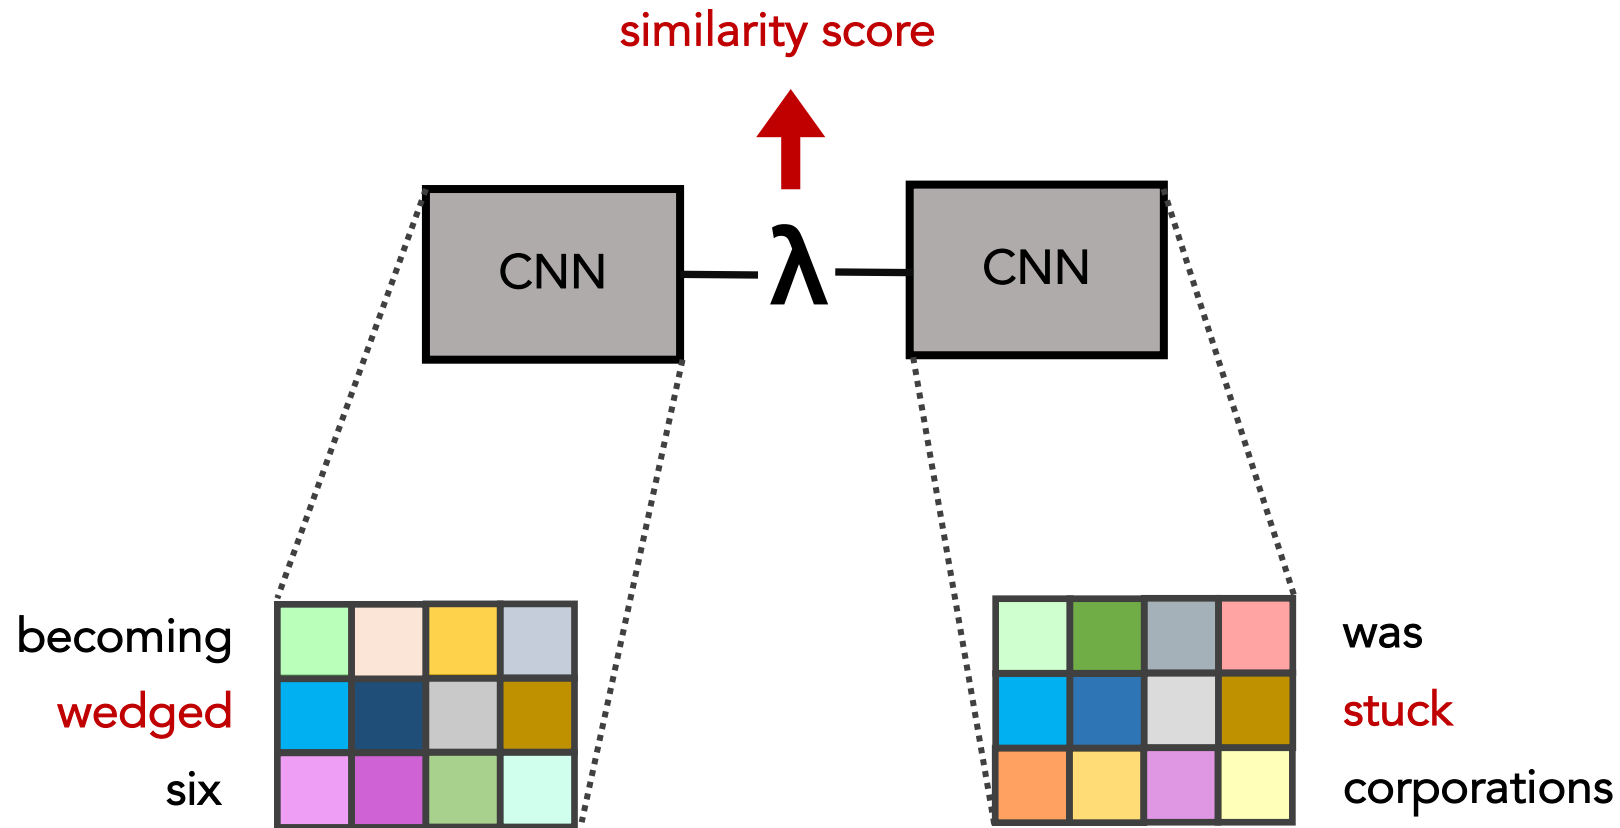 similarity score
CNN
λ
CNN
becoming
wedged
six
was
stuck
corporations